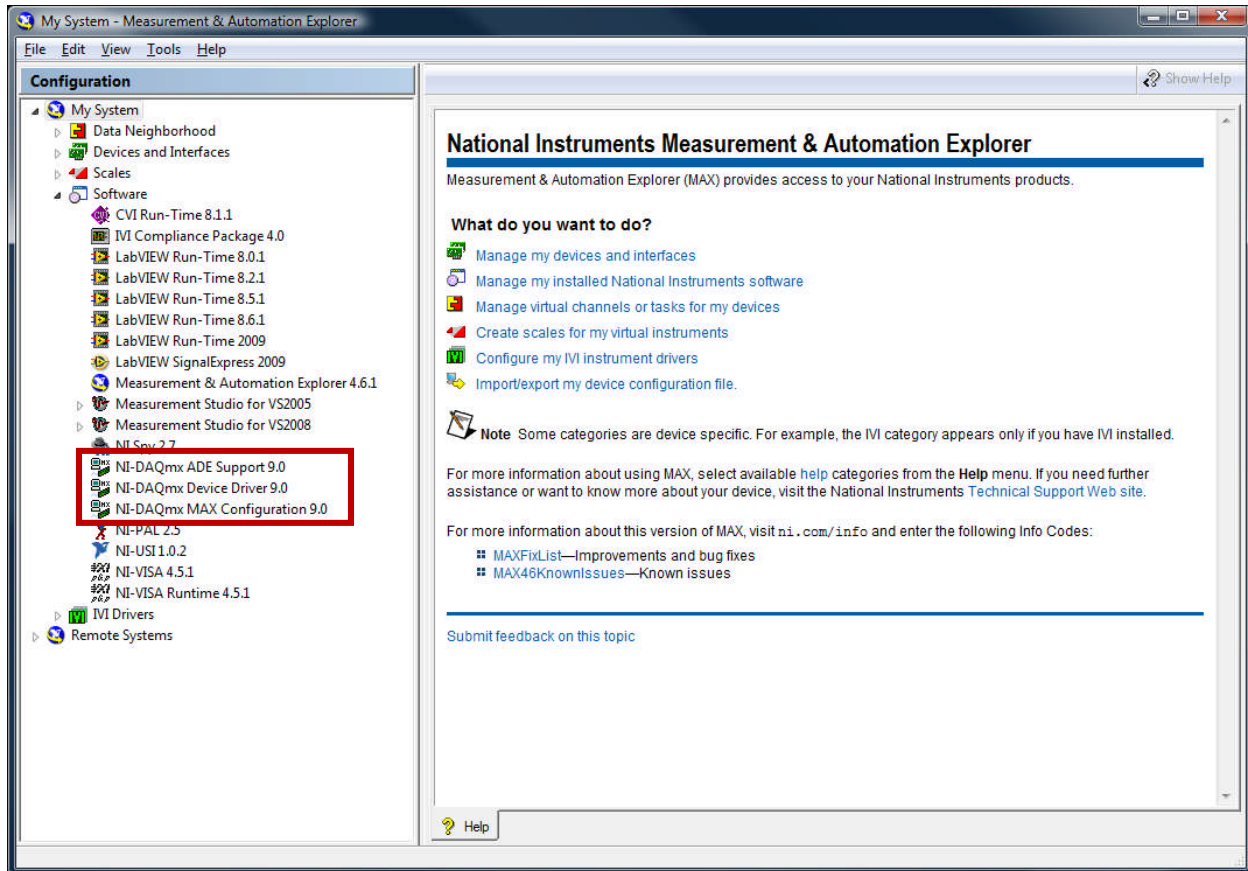 My System - Measurement & Automation Explorer
File Edit View Tools Help
Configuration
Show Help
My System
Data Neighborhood
Devices and Interfaces
Scales
Software
CVI Run-Time 8.1.1
IVI Compliance Package 4.0
LabVIEW Run-Time 8.0.1
LabVIEW Run-Time 8.2.1
LabVIEW Run-Time 8.5.1
LabVIEW Run-Time 8.6.1
LabVIEW Run-Time 2009
LabVIEW SignalExpress 2009
Measurement & Automation Explorer 4.6.1
Measurement Studio for VS2005
Measurement Studio for VS2008
NI Spy 2.7
NI-DAQmx ADE Support 9.0
NI-DAQmx Device Driver 9.0
NI-DAQmx MAX Configuration 9.0
NI-PAL 2.5
NI-USI 1.0.2
NI-VISA 4.5.1
NI-VISA Runtime 4.5.1
IVI Drivers
Remote Systems
National Instruments Measurement & Automation Explorer
Measurement & Automation Explorer (MAX) provides access to your National Instruments products.
What do you want to do?
Manage my devices and interfaces
Manage my installed National Instruments software
Manage virtual channels or tasks for my devices
Create scales for my virtual instruments
Configure my IVI instrument drivers
Import/export my device configuration file.
Note Some categories are device specific. For example, the IVI category appears only if you have IVI installed.
For more information about using MAX, select available help categories from the Help menu. If you need further
assistance or want to know more about your device, visit the National Instruments Technical Support Web site.
For more information about this version of MAX, visit ni.com/info and enter the following Info Codes:
MAXFixList—Improvements and bug fixes
MAX46KnownIssues—Known issues
Submit feedback on this topic
Help